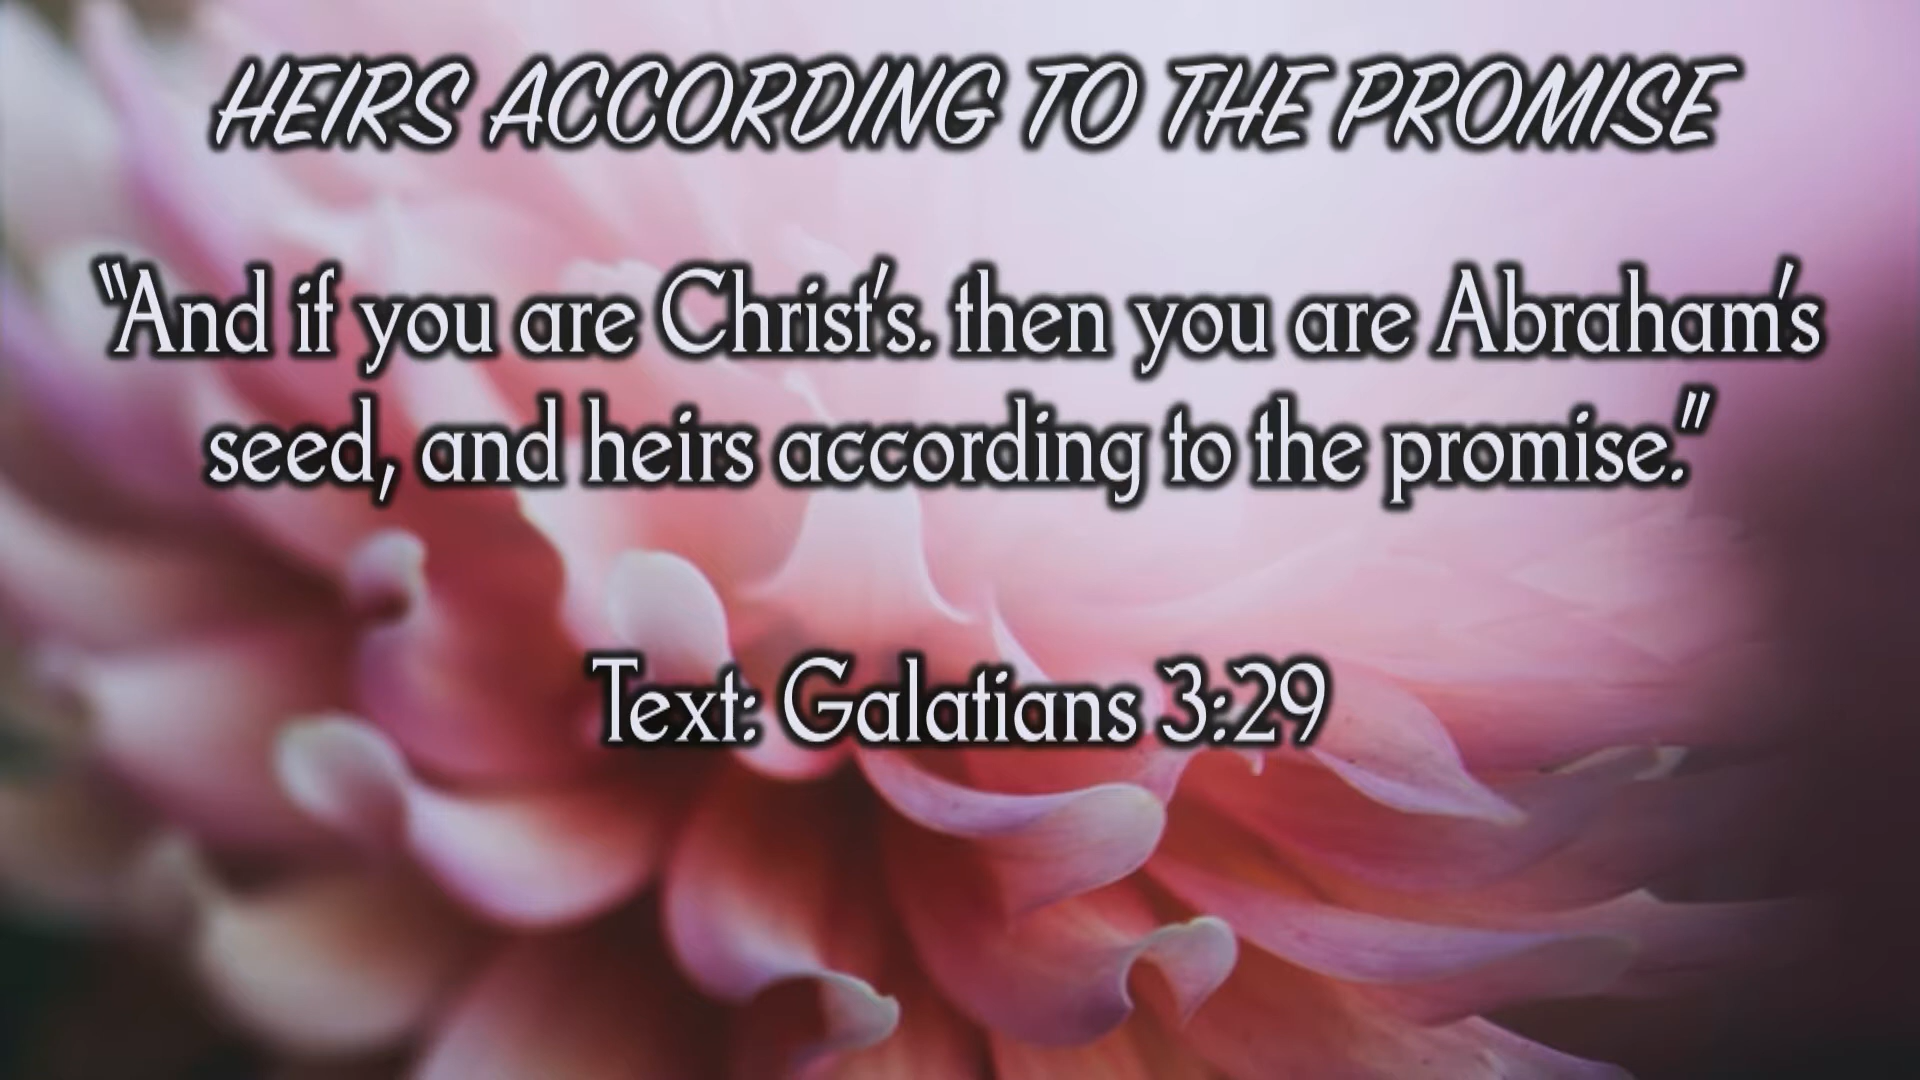 HEIRS ACCORDING TO THE PROMISE
“And if you are Christ's. then you are Abraham's
seed, and heirs according to the promise.”
Text: Galatians 3:29